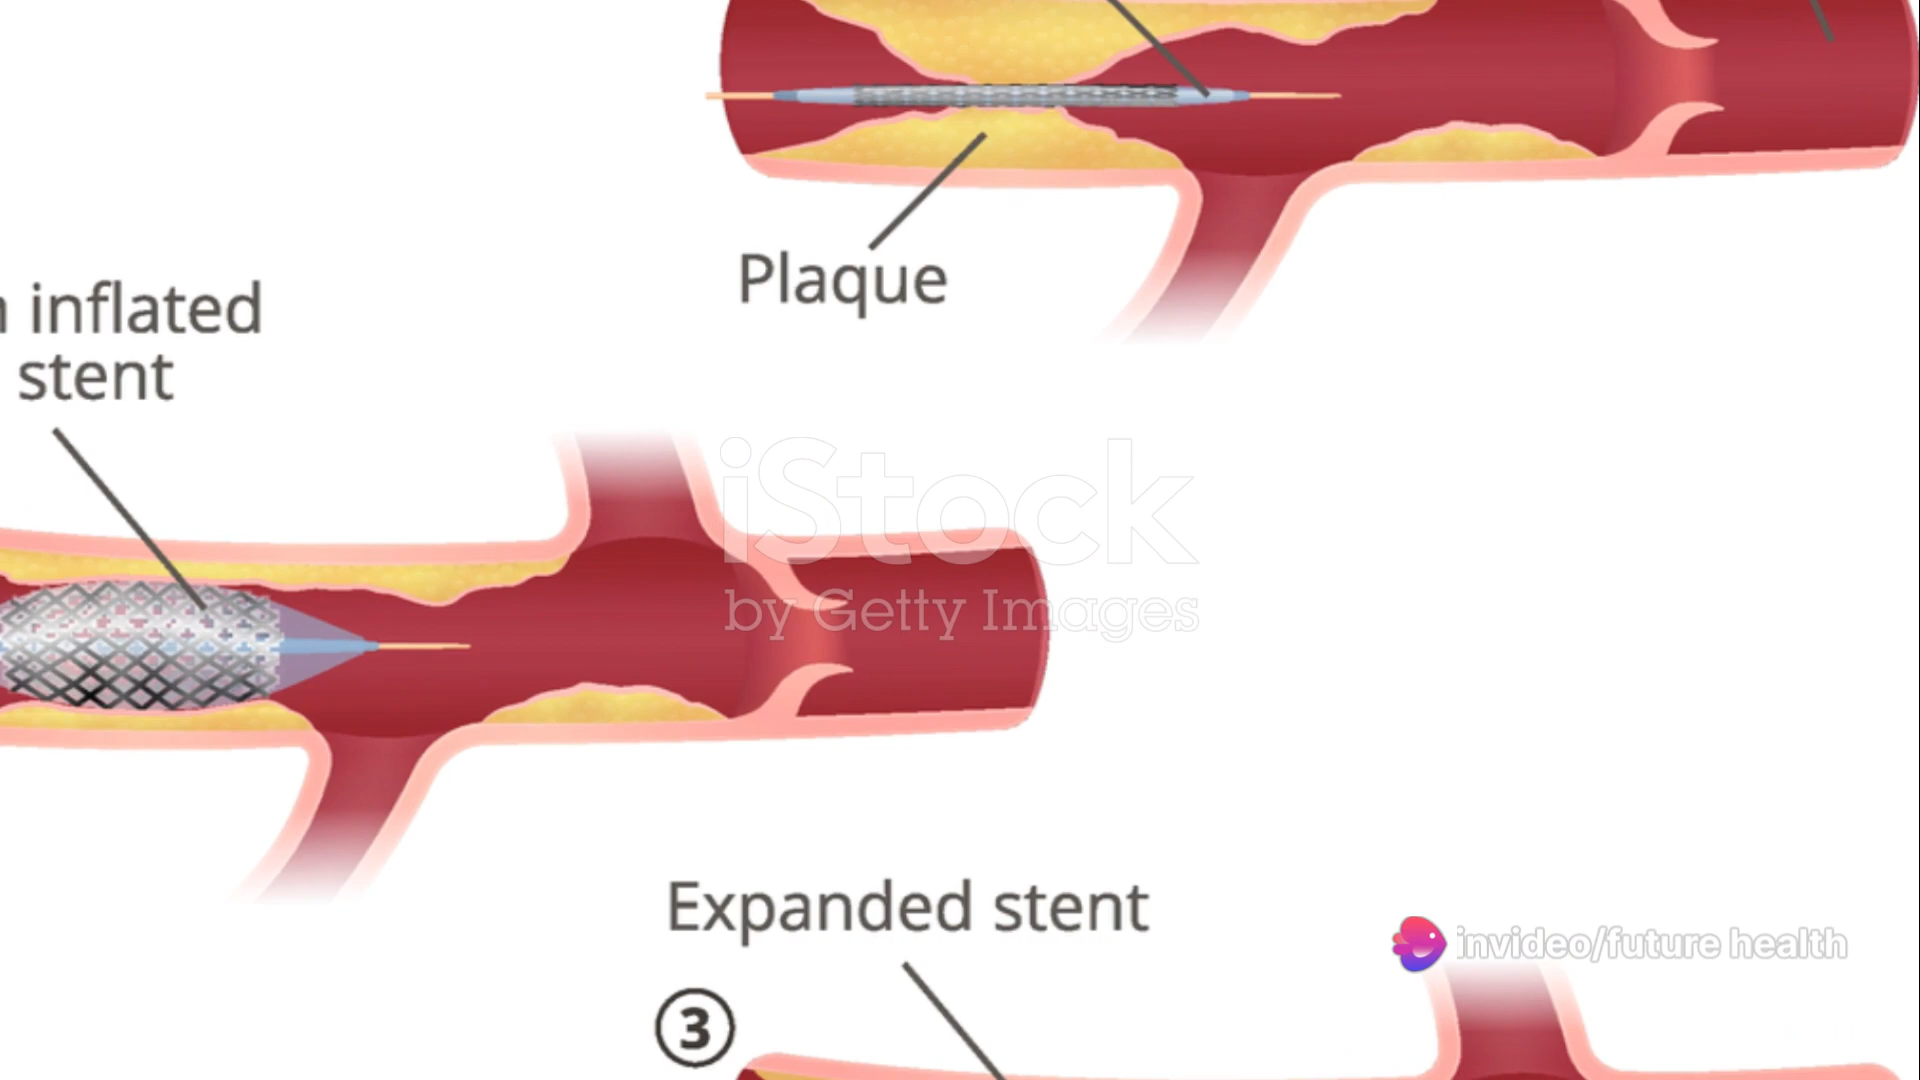 Plaque
inflated
stent
iStock
by Getty Images
Expanded stent
invideo/future health
3